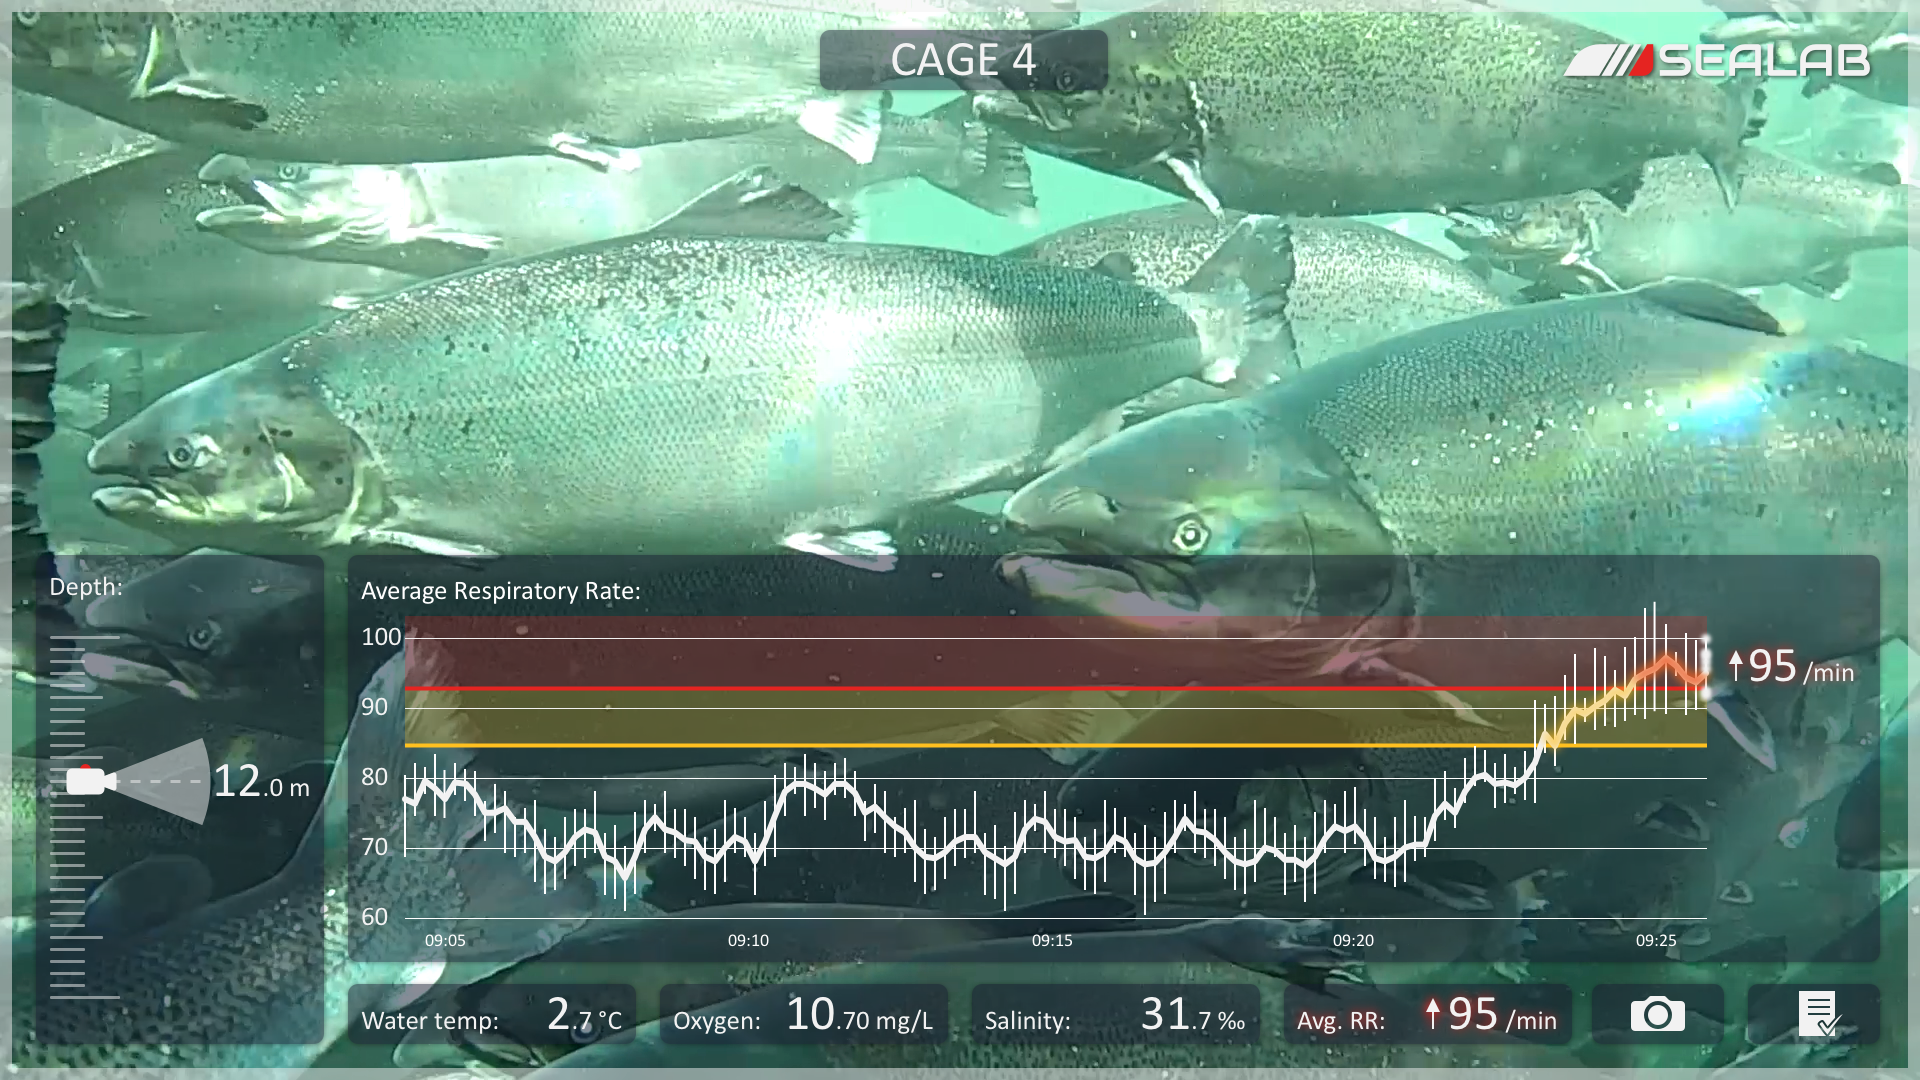 CAGE 4
SEALAB
Depth:
12.0 m
Average Respiratory Rate:
100
90
80
70
60
09:05 09:10 09:15 09:20 09:25
95 /min
Water temp: 2.7 °C
Oxygen: 10.70 mg/L
Salinity: 31.7 ‰
Avg. RR: 95 /min